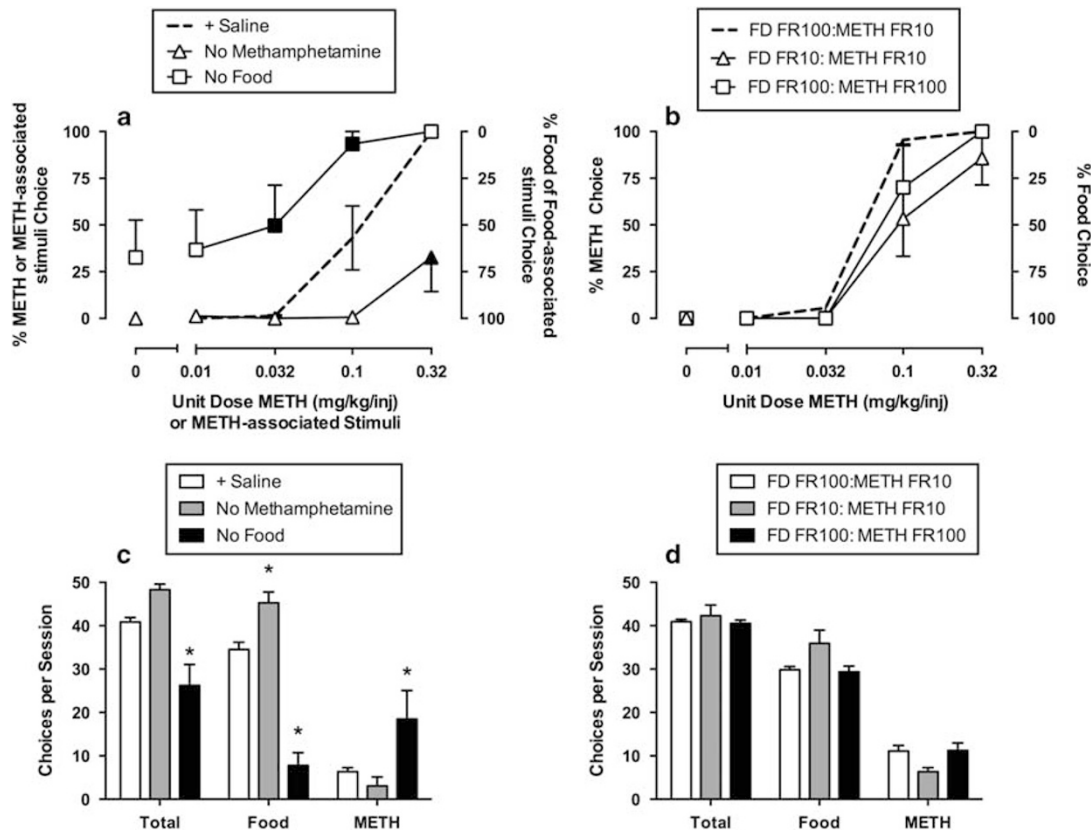 + Saline
No Methamphetamine
No Food
a
% METH or METH-associated
stimuli Choice
100
75
50
25
0
% Food of Food-associated
stimuli Choice
0
25
50
75
100
0
0.01
0.032
0.1
0.32
Unit Dose METH (mg/kg/inj)
or METH-associated Stimuli
FD FR100:METH FR10
FD FR10: METH FR10
FD FR100: METH FR100
b
% METH Choice
100
75
50
25
0
% Food Choice
0
25
50
75
100
0
0.01
0.032
0.1
0.32
Unit Dose METH (mg/kg/inj)
+ Saline
No Methamphetamine
No Food
c
Choices per Session
50
40
30
20
10
0
*
*
*
*
Total
Food
METH
FD FR100:METH FR10
FD FR10: METH FR10
FD FR100: METH FR100
d
Choices per Session
50
40
30
20
10
0
Total
Food
METH